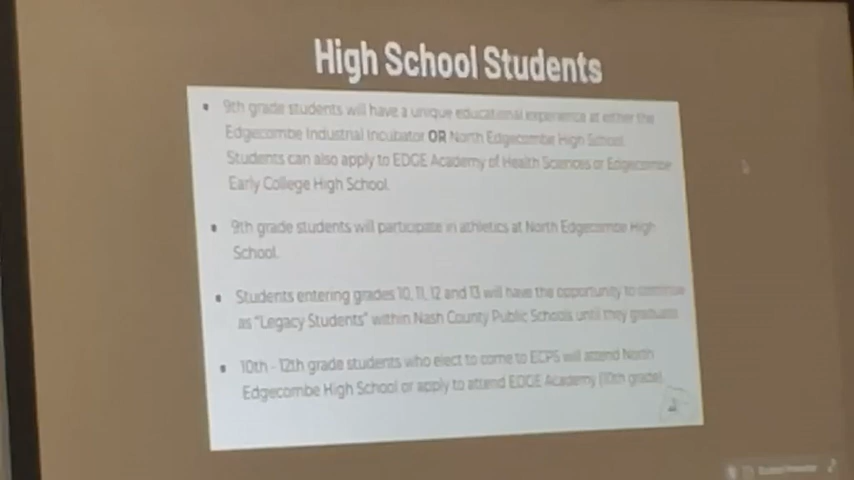 High School Students
▪ 9th grade students will have a unique educational experience at either the
Edgecombe Industrial Incubator OR North Edgecombe High School.
Students can also apply to EDGE Academy of Health Sciences or Edgecombe
Early College High School.
▪ 9th grade students will participate in athletics at North Edgecombe High
School.
▪ Students entering grades 10, 11, 12 and 13 will have the opportunity to continue
as "Legacy Students" within Nash County Public Schools until they graduate.
▪ 10th - 12th grade students who elect to come to ECPS will attend North
Edgecombe High School or apply to attend EDGE Academy (10th grade)